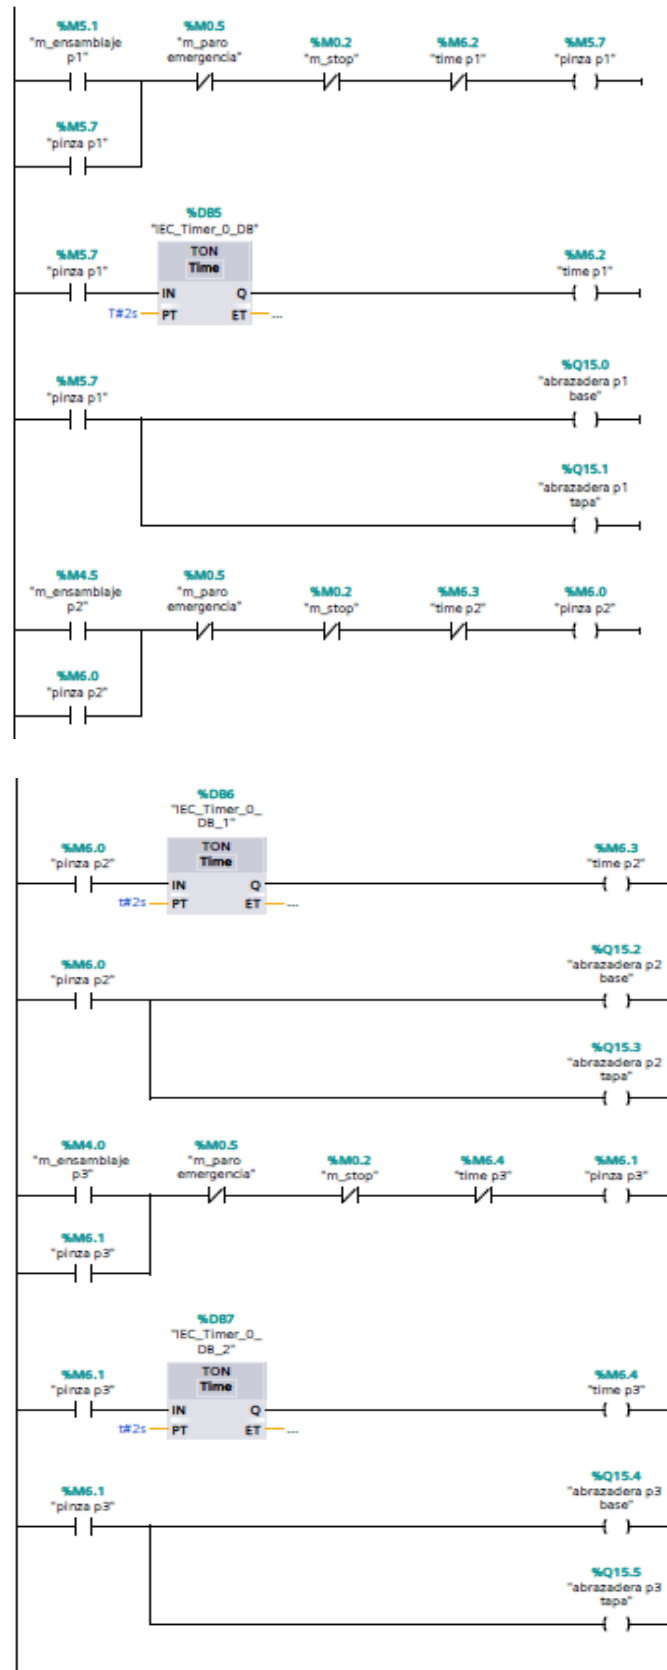 %M5.1
"m_ensamblaje
p1"
%M0.5
"m_paro
emergencia"
%M0.2
"m_stop"
%M6.2
"time p1"
%M5.7
"pinza p1"
%M5.7
"pinza p1"
%DB5
"IEC_Timer_0_DB"
%M5.7
"pinza p1"
TON
Time
IN
Q
T#2s
PT
ET
...
%M6.2
"time p1"
%M5.7
"pinza p1"
%Q15.0
"abrazadera p1
base"
%Q15.1
"abrazadera p1
tapa"
%M4.5
"m_ensamblaje
p2"
%M0.5
"m_paro
emergencia"
%M0.2
"m_stop"
%M6.3
"time p2"
%M6.0
"pinza p2"
%M6.0
"pinza p2"
%DB6
"IEC_Timer_0_
DB_1"
%M6.0
"pinza p2"
TON
Time
IN
Q
t#2s
PT
ET
...
%M6.3
"time p2"
%M6.0
"pinza p2"
%Q15.2
"abrazadera p2
base"
%Q15.3
"abrazadera p2
tapa"
%M4.0
"m_ensamblaje
p3"
%M0.5
"m_paro
emergencia"
%M0.2
"m_stop"
%M6.4
"time p3"
%M6.1
"pinza p3"
%M6.1
"pinza p3"
%DB7
"IEC_Timer_0_
DB_2"
%M6.1
"pinza p3"
TON
Time
IN
Q
t#2s
PT
ET
...
%M6.4
"time p3"
%M6.1
"pinza p3"
%Q15.4
"abrazadera p3
base"
%Q15.5
"abrazadera p3
tapa"